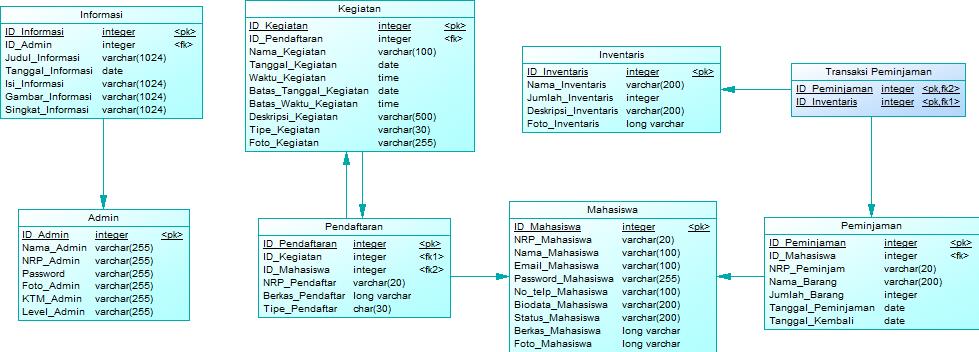 Informasi
ID_Informasi integer <pk>
ID_Admin integer <fk>
Judul_Informasi varchar(1024)
Tanggal_Informasi date
Isi_Informasi varchar(1024)
Gambar_Informasi varchar(1024)
Singkat_Informasi varchar(1024)
Kegiatan
ID_Kegiatan integer <pk>
ID_Pendaftaran integer <fk>
Nama_Kegiatan varchar(100)
Tanggal_Kegiatan date
Waktu_Kegiatan time
Batas_Tanggal_Kegiatan date
Batas_Waktu_Kegiatan time
Deskripsi_Kegiatan varchar(500)
Tipe_Kegiatan varchar(30)
Foto_Kegiatan varchar(255)
Inventaris
ID_Inventaris integer <pk>
Nama_Inventaris varchar(200)
Jumlah_Inventaris integer
Deskripsi_Inventaris varchar(200)
Foto_Inventaris long varchar
Transaksi Peminjaman
ID_Peminjaman integer <pk,fk2>
ID_Inventaris integer <pk,fk1>
Admin
ID_Admin integer <pk>
Nama_Admin varchar(255)
NRP_Admin varchar(255)
Password varchar(255)
Foto_Admin varchar(255)
KTM_Admin varchar(255)
Level_Admin varchar(255)
Pendaftaran
ID_Pendaftaran integer <pk>
ID_Kegiatan integer <fk1>
ID_Mahasiswa integer <fk2>
NRP_Pendaftar varchar(20)
Berkas_Pendaftar long varchar
Tipe_Pendaftar char(30)
Mahasiswa
ID_Mahasiswa integer <pk>
NRP_Mahasiswa varchar(20)
Nama_Mahasiswa varchar(100)
Email_Mahasiswa varchar(100)
Password_Mahasiswa varchar(255)
No_telp_Mahasiswa varchar(100)
Biodata_Mahasiswa varchar(200)
Status_Mahasiswa varchar(200)
Berkas_Mahasiswa long varchar
Foto_Mahasiswa long varchar
Peminjaman
ID_Peminjaman integer <pk>
ID_Mahasiswa integer <fk>
NRP_Peminjam varchar(20)
Nama_Barang varchar(200)
Jumlah_Barang integer
Tanggal_Peminjaman date
Tanggal_Kembali date